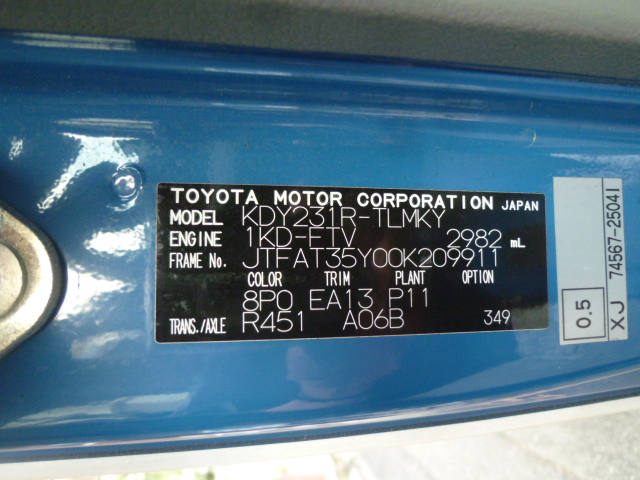 TOYOTA MOTOR CORPORATION JAPAN
MODEL KDY231R-TLMKY
ENGINE 1KD-FTV 2982 mL
FRAME No. JTFAT35Y00K209911
COLOR TRIM PLANT OPTION
8P0 EA13 P11
TRANS./AXLE R451 A06B 349
0.5
XJ 74567-25041